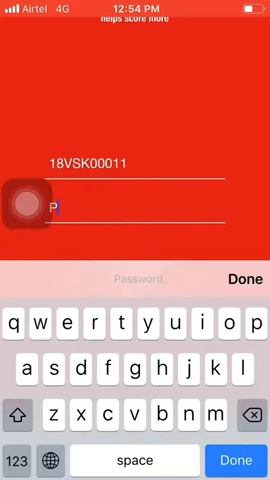 Airtel 4G 12:54 PM
helps score more
18VSK00011
P
Password Done
q w e r t y u i o p
a s d f g h j k l
z x c v b n m
123 space Done